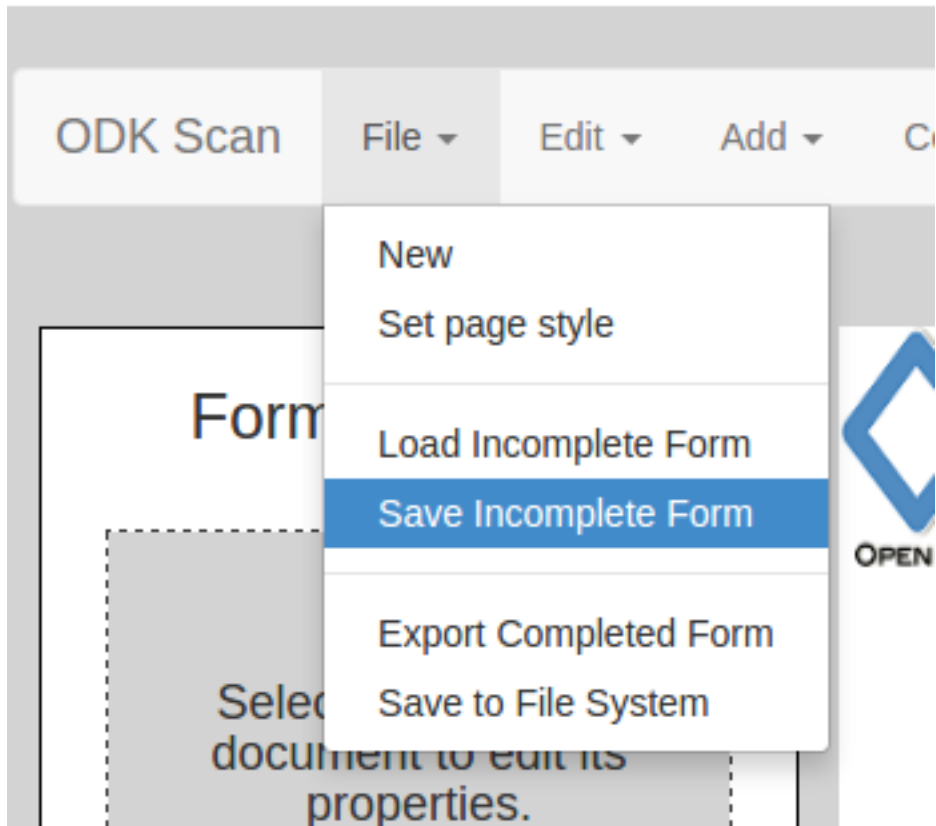 ODK Scan File Edit Add
New
Set page style
Load Incomplete Form
Save Incomplete Form
Export Completed Form
Save to File System
Form
OPEN
document to edit its
properties.